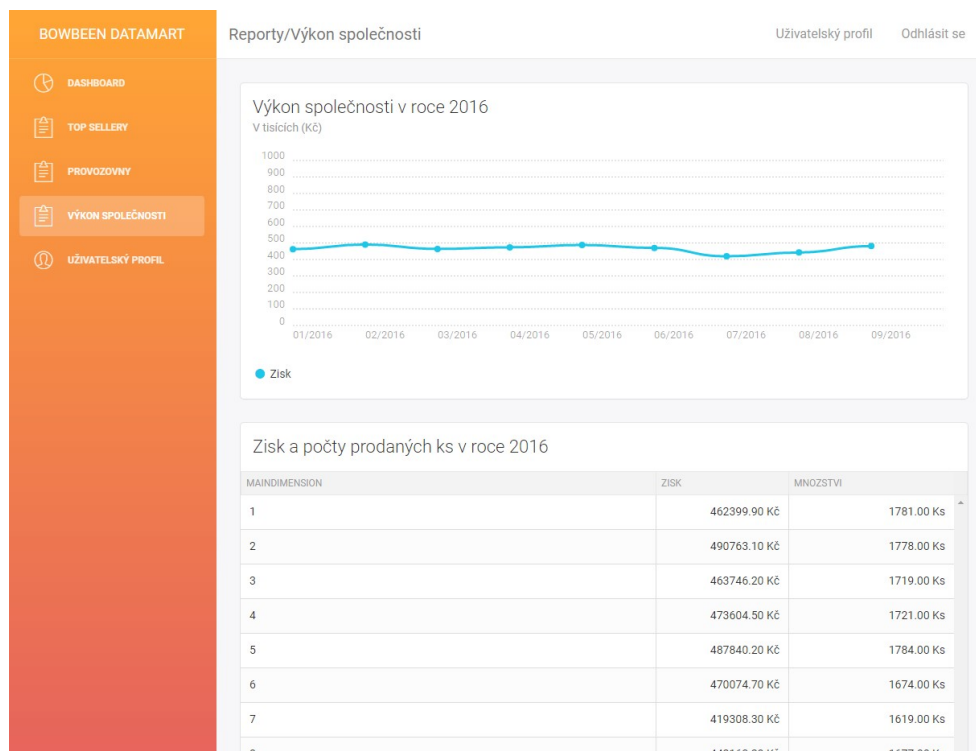 BOWBEEN DATAMART
Reporty/Výkon společnosti
Uživatelský profil
Odhlásit se
DASHBOARD
TOP SELLERY
PROVOZOVNY
VÝKON SPOLEČNOSTI
UŽIVATELSKÝ PROFIL
Výkon společnosti v roce 2016
V tisících (Kč)
1000
900
800
700
600
500
400
300
200
100
0
01/2016 02/2016 03/2016 04/2016 05/2016 06/2016 07/2016 08/2016 09/2016
Zisk
Zisk a počty prodaných ks v roce 2016
MAINDIMENSION ZISK MNOZSTVI
1 462399.90 Kč 1781.00 Ks
2 490763.10 Kč 1778.00 Ks
3 463746.20 Kč 1719.00 Ks
4 473604.50 Kč 1721.00 Ks
5 487840.20 Kč 1784.00 Ks
6 470074.70 Kč 1674.00 Ks
7 419308.30 Kč 1619.00 Ks